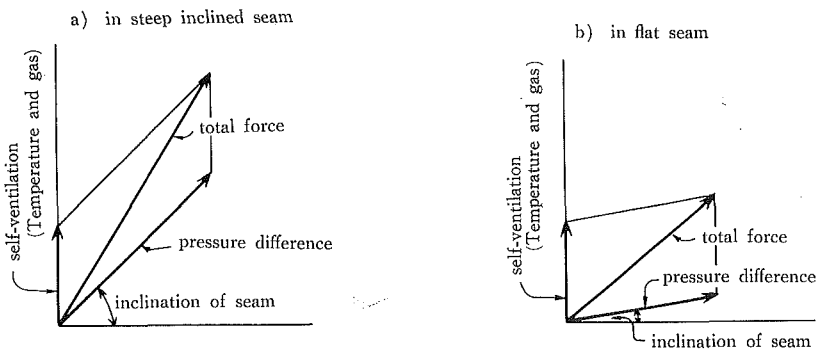 a) in steep inclined seam
self-ventilation
(Temperature and gas)
total force
pressure difference
inclination of seam
b) in flat seam
self-ventilation
(Temperature and gas)
total force
pressure difference
inclination of seam